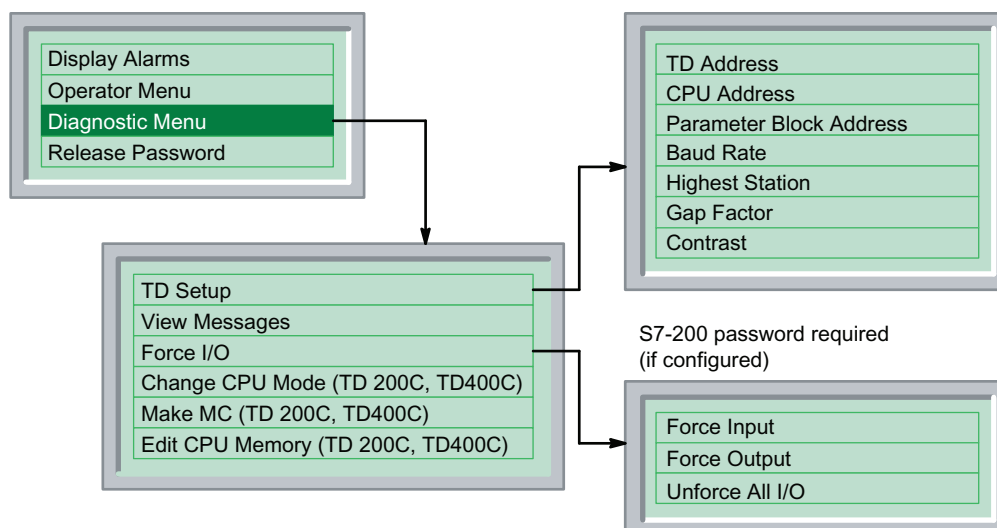 Display Alarms
Operator Menu
Diagnostic Menu
Release Password
TD Address
CPU Address
Parameter Block Address
Baud Rate
Highest Station
Gap Factor
Contrast
TD Setup
View Messages
Force I/O
Change CPU Mode (TD 200C, TD400C)
Make MC (TD 200C, TD400C)
Edit CPU Memory (TD 200C, TD400C)
S7-200 password required
(if configured)
Force Input
Force Output
Unforce All I/O